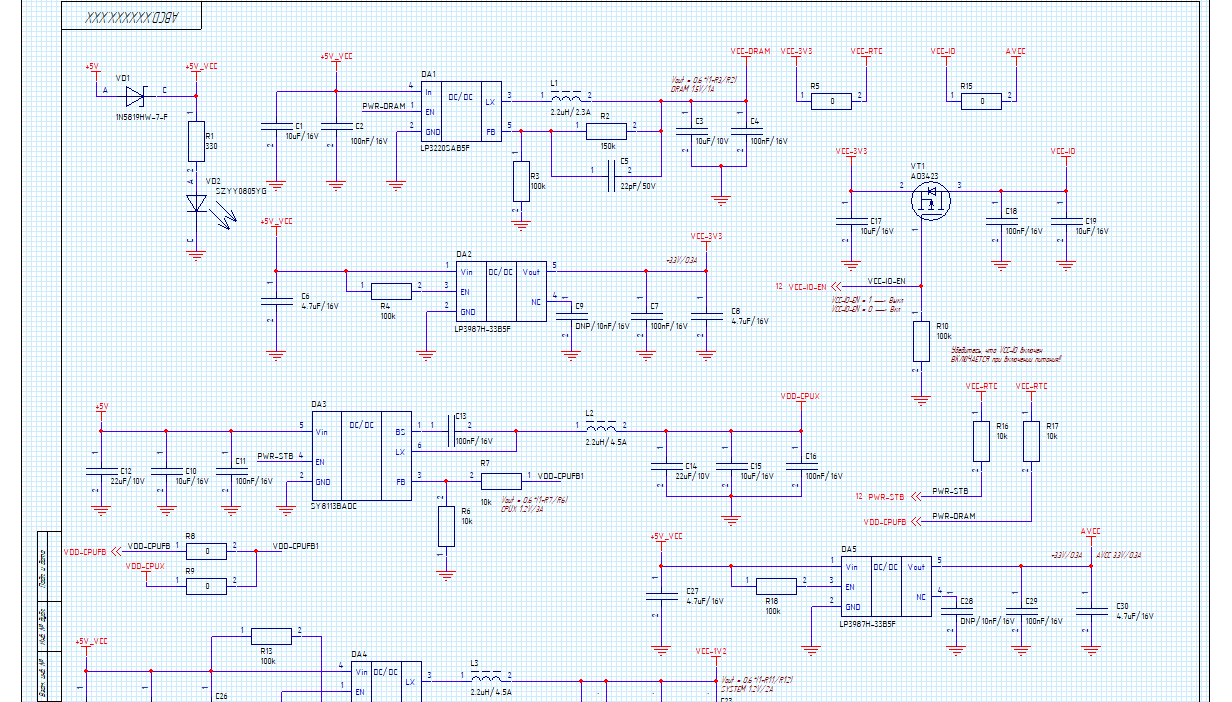 ABCD XXXXXXXXX
+5V
VD1
A
C
1N5819HW-7-F
+5V_VCC
R1
330
A
VD2
SZYY0805YG
C
+5V_VCC
C1
10uF/16V
C2
100nF/16V
PWR-DRAM
DA1
In
EN
GND
DC/DC
LX
FB
LP3220SAB5F
L1
2.2uH/2.3A
R2
150k
R3
100k
C5
22pF/50V
Vout = 0.6*(1+R3/R2)
DRAM 1.5V/1A
VCC-DRAM
C3
10uF/10V
C4
100nF/16V
VCC-3V3
R5
0
VCC-RTC
VCC-IO
R15
0
AVCC
VCC-3V3
VT1
AO3423
VCC-IO
C17
10uF/16V
C18
100nF/16V
C19
10uF/16V
12 VCC-IO-EN
VCC-IO-EN
VCC-IO-EN = 1 ---> Выкл
VCC-IO-EN = 0 ---> Вкл
R10
100k
Убедитесь, что VCC-IO включен
ВКЛЮЧАЕТСЯ при включении питания!
+5V_VCC
C6
4.7uF/16V
R4
100k
DA2
Vin
EN
GND
DC/DC
Vout
NC
LP3987H-33B5F
C9
DNP/10nF/16V
C7
100nF/16V
C8
4.7uF/16V
+3.3V/0.3A
VCC-3V3
+5V
C12
22uF/10V
C10
10uF/16V
C11
100nF/16V
PWR-STB
DA3
Vin
EN
GND
DC/DC
BS
LX
FB
SY8113BADC
C13
100nF/16V
L2
2.2uH/4.5A
R7
10k
VDD-CPUFB1
R6
10k
Vout = 0.6*(1+R7/R6)
CPUX 1.2V/3A
VDD-CPUX
C14
22uF/10V
C15
10uF/16V
C16
100nF/16V
VCC-RTC
VCC-RTC
R16
10k
R17
10k
12 PWR-STB
PWR-STB
VDD-CPUFB
PWR-DRAM
VDD-CPUFB
VDD-CPUFB
R8
0
VDD-CPUFB1
VDD-CPUX
R9
0
+5V_VCC
C27
4.7uF/16V
R18
100k
DA5
Vin
EN
GND
DC/DC
Vout
NC
LP3987H-33B5F
C28
DNP/10nF/16V
C29
100nF/16V
C30
4.7uF/16V
+3.3V/0.3A
AVCC
AVCC 3.3V/0.3A
+5V_VCC
R13
100k
C26
DA4
Vin
EN
DC/DC
LX
L3
2.2uH/4.5A
VCC-1V2
Vout = 0.6*(1+R11/R12)
SYSTEM 1.2V/2A
C23
Подп. и дата
Инв. № дубл.
Взам. инв. №